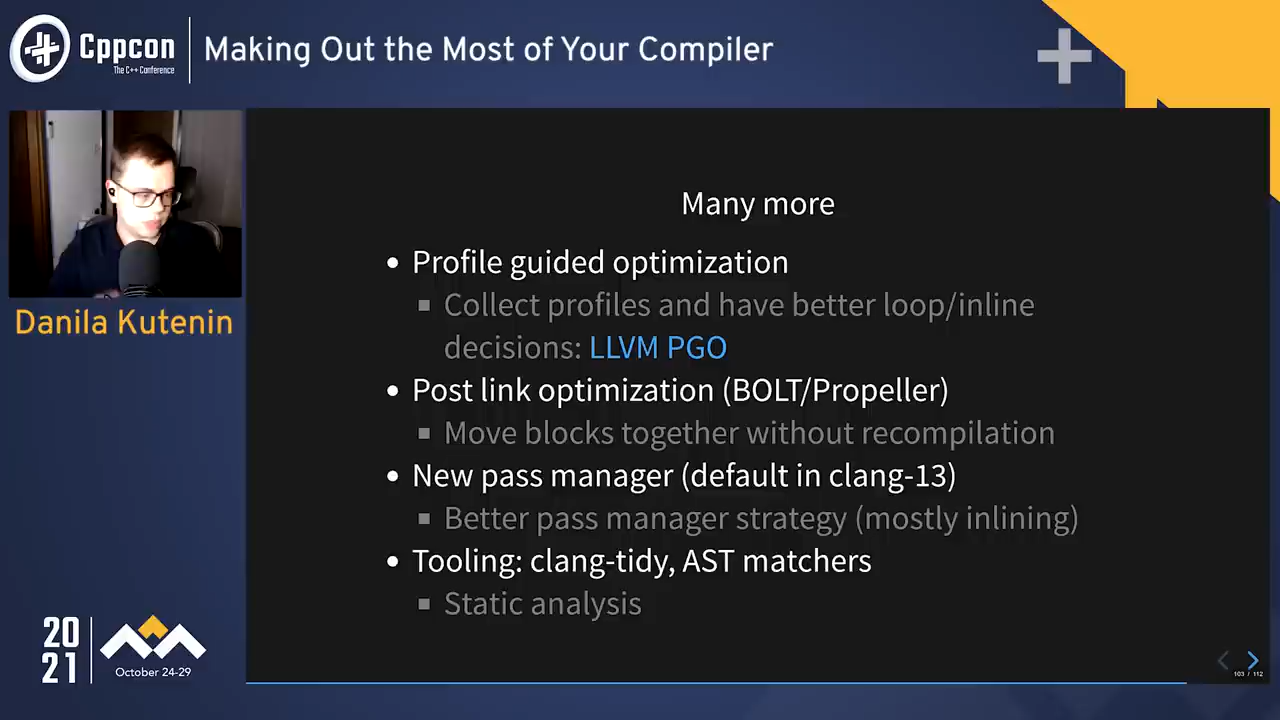 Cppcon
The C++ Conference
Making Out the Most of Your Compiler
Danila Kutenin
Many more
• Profile guided optimization
▪ Collect profiles and have better loop/inline
decisions: LLVM PGO
• Post link optimization (BOLT/Propeller)
▪ Move blocks together without recompilation
• New pass manager (default in clang-13)
▪ Better pass manager strategy (mostly inlining)
• Tooling: clang-tidy, AST matchers
▪ Static analysis
20
21
October 24-29
103 / 112